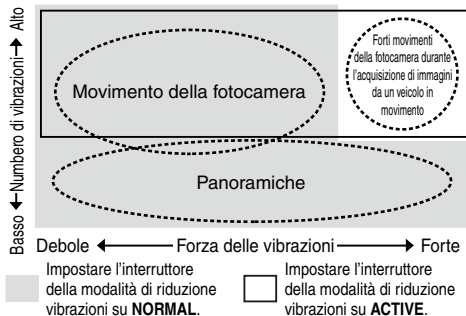 Alto
Numero di vibrazioni
Basso
Movimento della fotocamera
Forti movimenti
della fotocamera durante
l'acquisizione di immagini
da un veicolo in
movimento
Panoramiche
Debole
Forza delle vibrazioni
Forte
Impostare l'interruttore
della modalità di riduzione
vibrazioni su NORMAL.
Impostare l'interruttore
della modalità di riduzione
vibrazioni su ACTIVE.